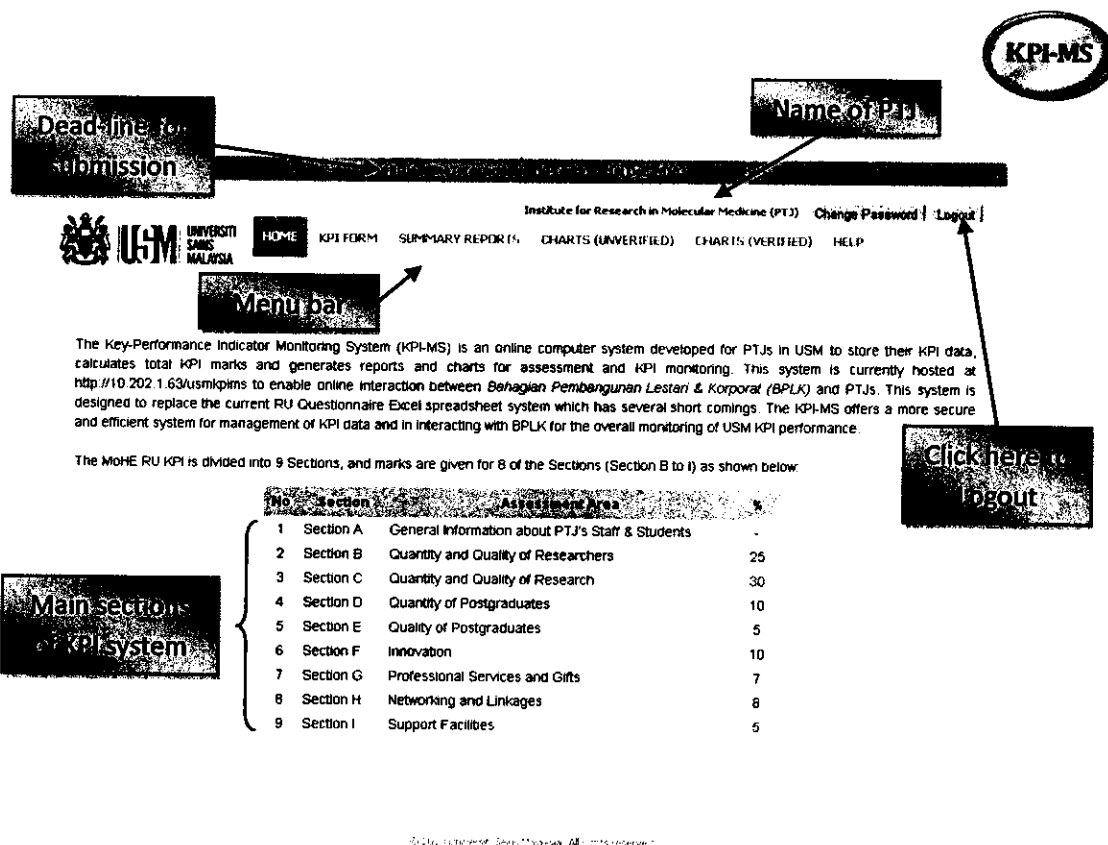 KPI-MS
Dead-line for
submission
Name of PTJ
Institute for Research in Molecular Medicine (PTJ) Change Password | Logout |
USM UNIVERSITI
SAINS
MALAYSIA
HOME KPI FORM SUMMARY REPORTS CHARTS (UNVERIFIED) CHARTS (VERIFIED) HELP
Menu bar
The Key-Performance Indicator Monitoring System (KPI-MS) is an online computer system developed for PTJs in USM to store their KPI data,
calculates total KPI marks and generates reports and charts for assessment and KPI monitoring. This system is currently hosted at
http://10.202.1.63/usmkpims to enable online interaction between Bahagian Pembangunan Lestari & Korporat (BPLK) and PTJs. This system is
designed to replace the current RU Questionnaire Excel spreadsheet system which has several short comings. The KPI-MS offers a more secure
and efficient system for management of KPI data and in interacting with BPLK for the overall monitoring of USM KPI performance.
Click here to
Logout
The MoHE RU KPI is divided into 9 Sections, and marks are given for 8 of the Sections (Section B to I) as shown below:
No Section Assessment Area %
1 Section A General Information about PTJ's Staff & Students -
2 Section B Quantity and Quality of Researchers 25
3 Section C Quantity and Quality of Research 30
4 Section D Quantity of Postgraduates 10
5 Section E Quality of Postgraduates 5
6 Section F Innovation 10
7 Section G Professional Services and Gifts 7
8 Section H Networking and Linkages 8
9 Section I Support Facilities 5
Main sections
of KPI system